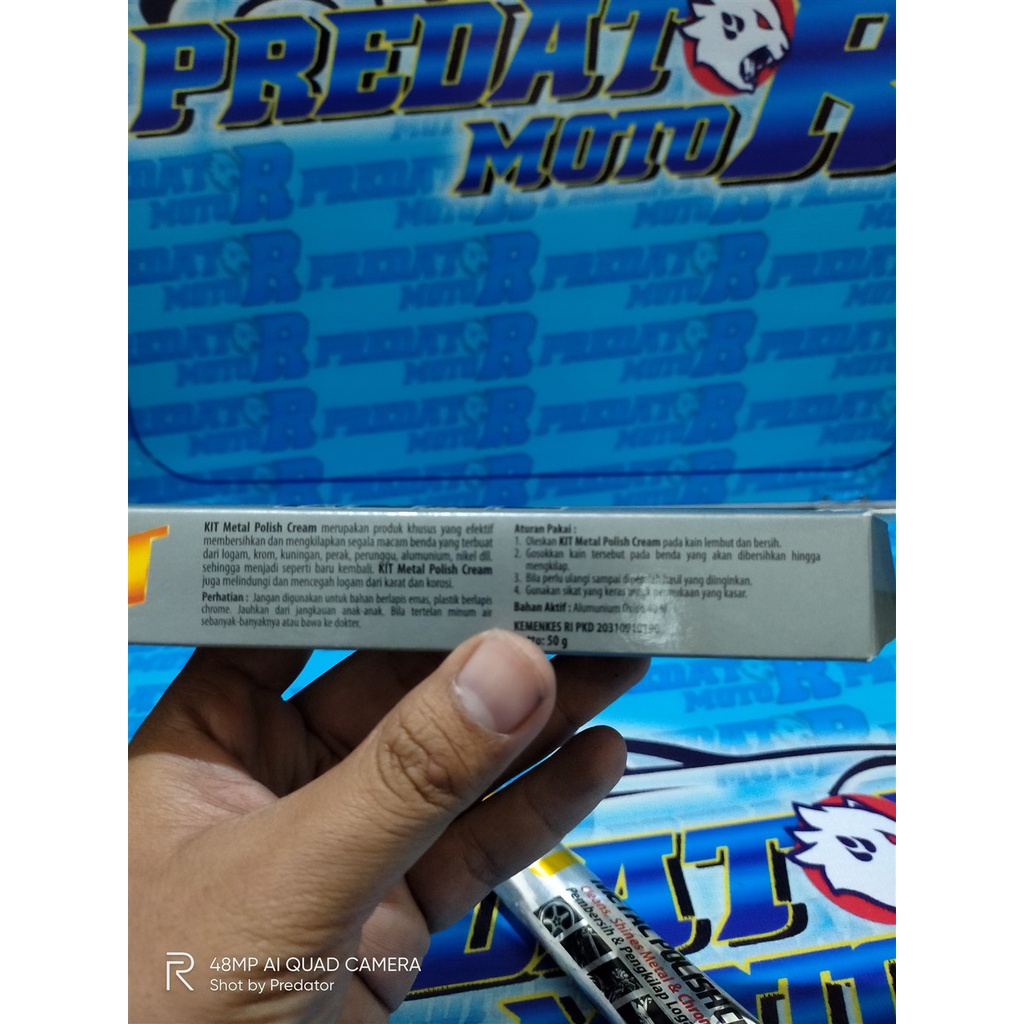 PREDATOR
MOTO
KIT Metal Polish Cream merupakan produk khusus yang efektif
membersihkan dan mengkilapkan segala macam benda yang terbuat
dari logam, krom, kuningan, perak, perunggu, alumunium, nikel dll.
sehingga menjadi seperti baru kembali. KIT Metal Polish Cream
juga melindungi dan mencegah logam dari karat dan korosi.
Perhatian : Jangan digunakan untuk bahan berlapis emas, plastik berlapis
chrome. Jauhkan dari jangkauan anak-anak. Bila tertelan minum air
sebanyak-banyaknya atau bawa ke dokter.
Aturan Pakai :
1. Oleskan KIT Metal Polish Cream pada kain lembut dan bersih.
2. Gosokkan kain tersebut pada benda yang akan dibersihkan hingga
mengkilap.
3. Bila perlu ulangi sampai diperoleh hasil yang diinginkan.
4. Gunakan sikat yang keras untuk permukaan yang kasar.
Bahan Aktif : Alumunium
KEMENKES RI PKD
50 g
METAL POLISH
Cleans, Shines Metal & Chrom
Pembersih & Pengkilap Loga
48MP AI QUAD CAMERA
Shot by Predator